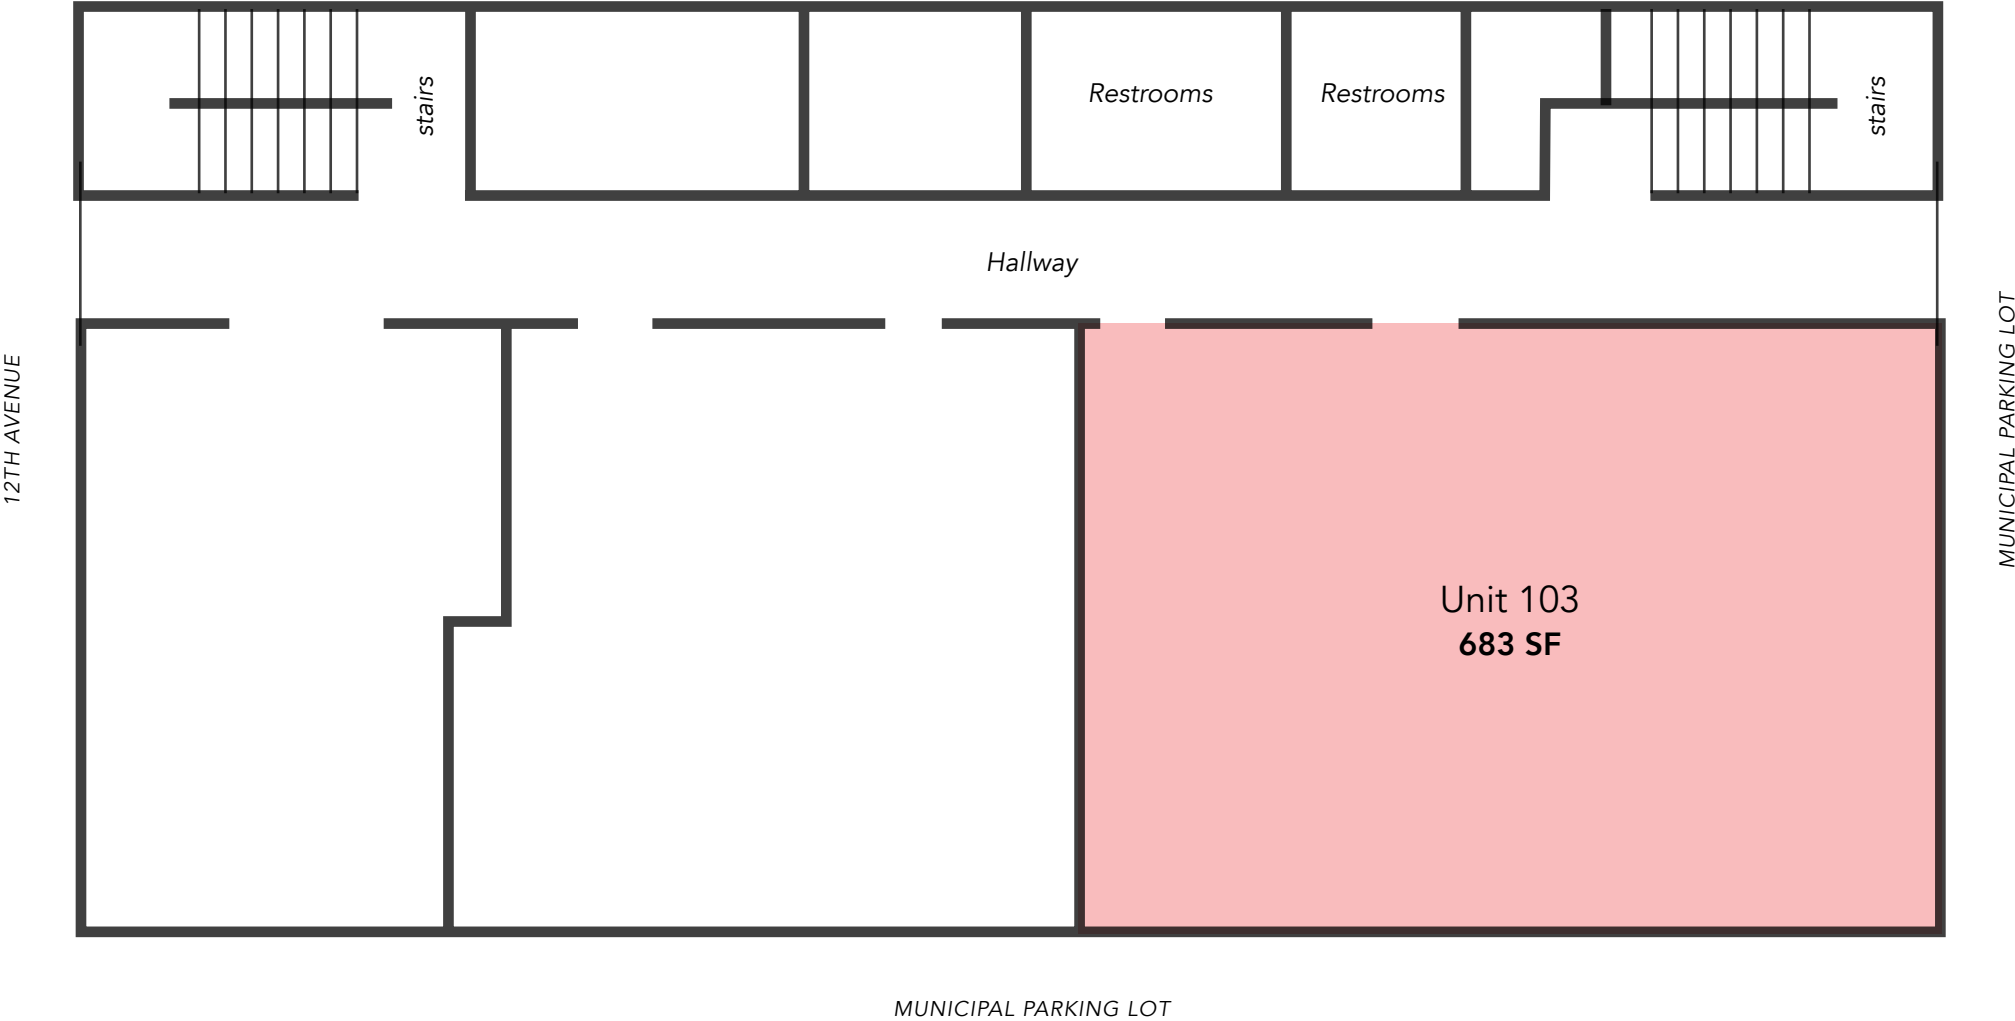 stairs
Restrooms
Restrooms
stairs
Hallway
12TH AVENUE
MUNICIPAL PARKING LOT
Unit 103
683 SF
MUNICIPAL PARKING LOT